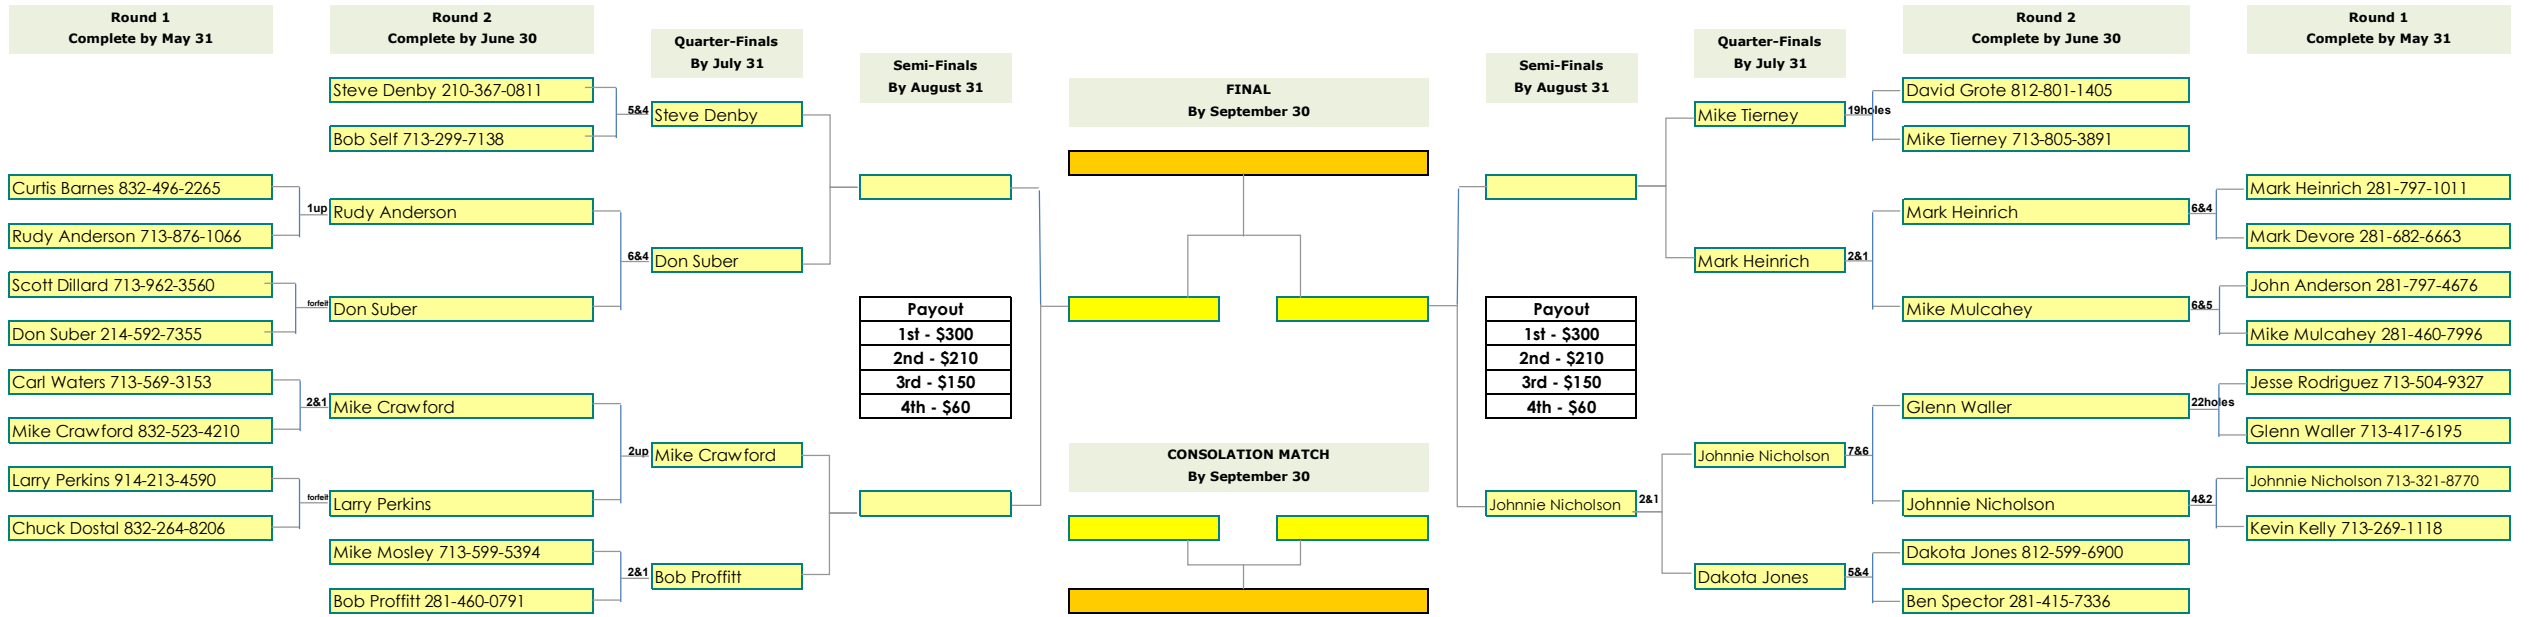 Round 1
Complete by May 31
Round 2
Complete by June 30
Quarter-Finals
By July 31
Semi-Finals
By August 31
FINAL
By September 30
Semi-Finals
By August 31
Quarter-Finals
By July 31
Round 2
Complete by June 30
Round 1
Complete by May 31
Curtis Barnes 832-496-2265
Rudy Anderson 713-876-1066
Scott Dillard 713-962-3560
Don Suber 214-592-7355
Carl Waters 713-569-3153
Mike Crawford 832-523-4210
Larry Perkins 914-213-4590
Chuck Dostal 832-264-8206
1up
forfeit
2&1
forfeit
Steve Denby 210-367-0811
Bob Self 713-299-7138
Rudy Anderson
Don Suber
Mike Crawford
Larry Perkins
Mike Mosley 713-599-5394
Bob Proffitt 281-460-0791
5&4
6&4
2up
2&1
Steve Denby
Don Suber
Mike Crawford
Bob Proffitt
Payout
1st - $300
2nd - $210
3rd - $150
4th - $60
CONSOLATION MATCH
By September 30
Payout
1st - $300
2nd - $210
3rd - $150
4th - $60
Johnnie Nicholson
2&1
Mike Tierney
Mark Heinrich
Johnnie Nicholson
Dakota Jones
19holes
2&1
7&6
5&4
David Grote 812-801-1405
Mike Tierney 713-805-3891
Mark Heinrich
Mike Mulcahey
Glenn Waller
Johnnie Nicholson
Dakota Jones 812-599-6900
Ben Spector 281-415-7336
6&4
6&5
22holes
4&2
Mark Heinrich 281-797-1011
Mark Devore 281-682-6663
John Anderson 281-797-4676
Mike Mulcahey 281-460-7996
Jesse Rodriguez 713-504-9327
Glenn Waller 713-417-6195
Johnnie Nicholson 713-321-8770
Kevin Kelly 713-269-1118